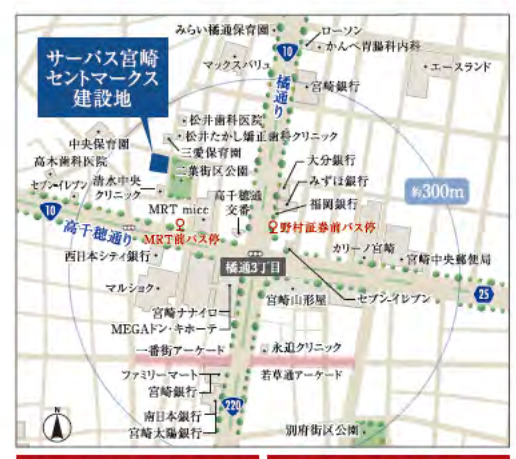 みらい橘通保育園
ローソン
10
かんべ胃腸科内科
サーバス宮崎
セントマークス
建設地
マックスバリュ
橘通り
エースランド
宮崎銀行
松井歯科医院
松井たかし矯正歯科クリニック
中央保育園
三愛保育園
高木歯科医院
二葉街区公園
大分銀行
セブン-イレブン
清水中央
クリニック
みずほ銀行
約300m
高千穂通
交番
福岡銀行
10
MRT micc
高千穂通り
MRT前バス停
野村証券前バス停
カリーノ宮崎
西日本シティ銀行
宮崎中央郵便局
橘通3丁目
マルショク
宮崎山形屋
セブン-イレブン
25
宮崎ナナイロ
MEGAドン・キホーテ
一番街アーケード
永迫クリニック
ファミリーマート
若草通アーケード
宮崎銀行
220
南日本銀行
宮崎太陽銀行
別府街区公園
N